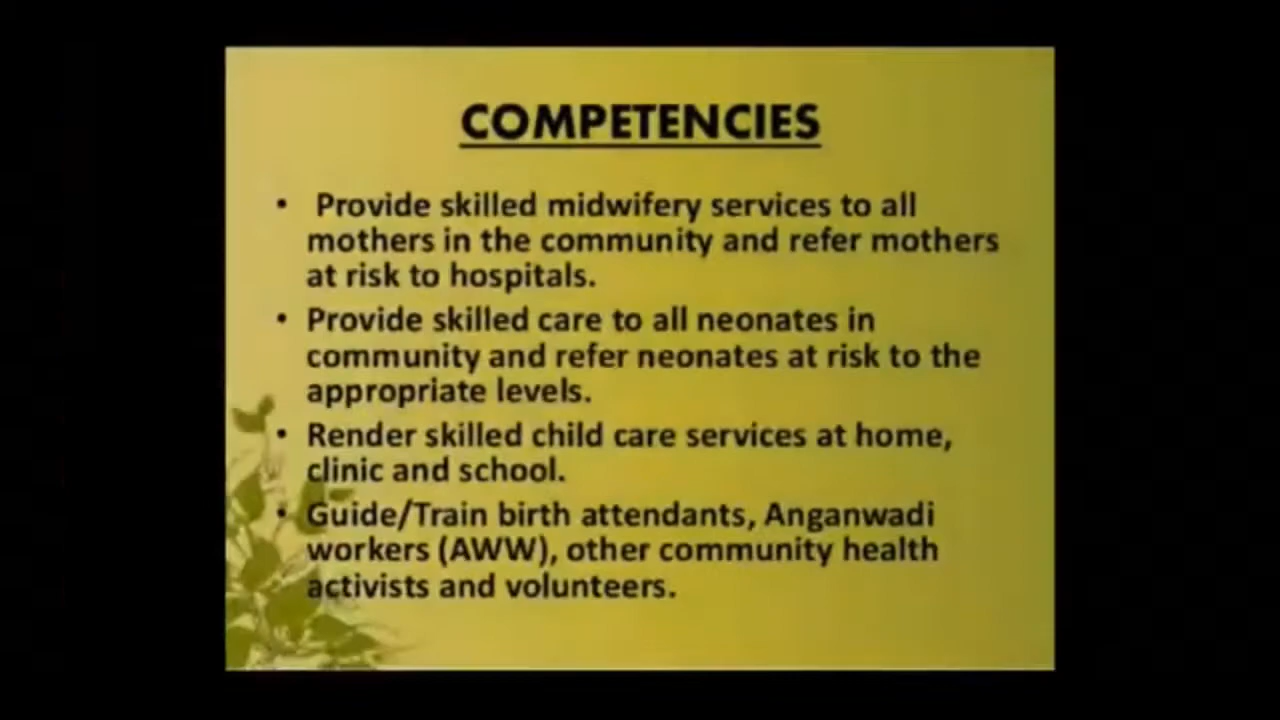 COMPETENCIES
• Provide skilled midwifery services to all
mothers in the community and refer mothers
at risk to hospitals.
• Provide skilled care to all neonates in
community and refer neonates at risk to the
appropriate levels.
• Render skilled child care services at home,
clinic and school.
• Guide/Train birth attendants, Anganwadi
workers (AWW), other community health
activists and volunteers.